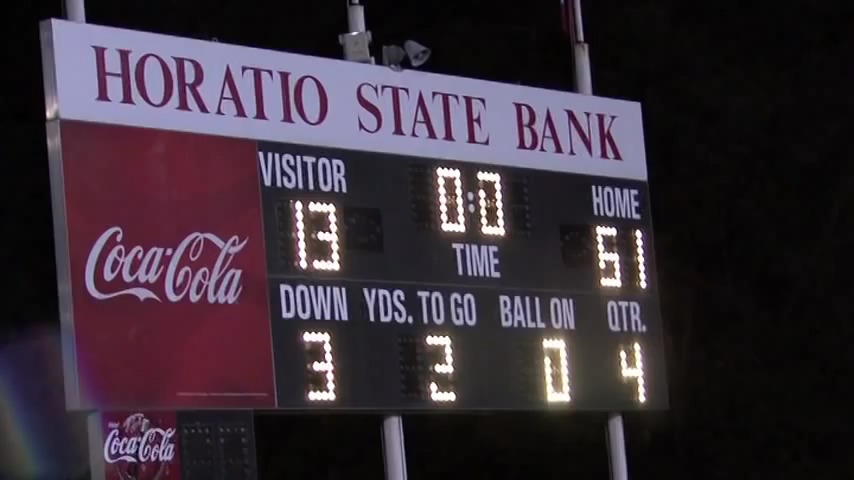 HORATIO STATE BANK
VISITOR
0:0
HOME
13
TIME
61
Coca-Cola
DOWN YDS. TO GO BALL ON QTR.
3 2 0 4
Coca-Cola